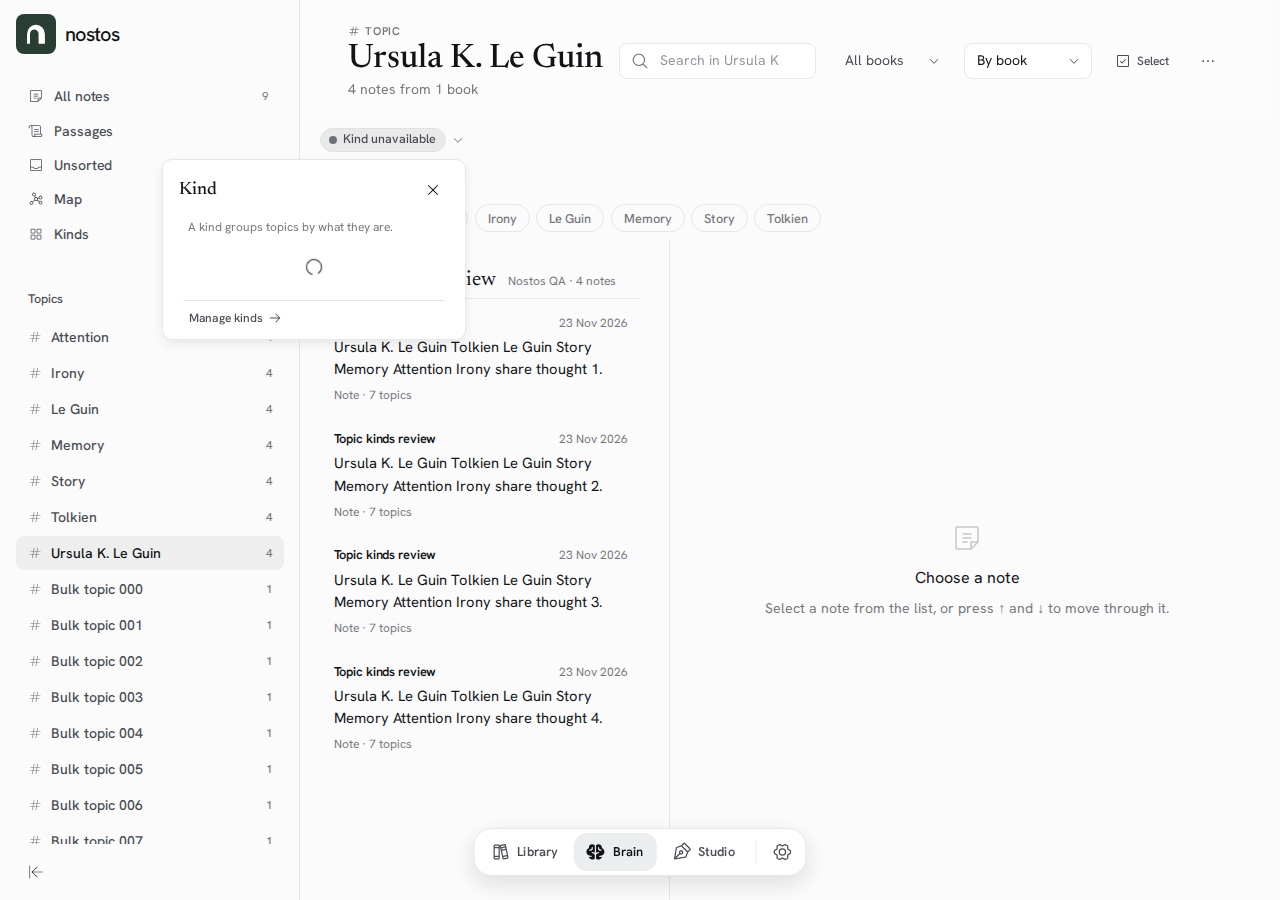 nostos
All notes 9
Passages
Unsorted
Map
Kinds
Topics
# Attention
# Irony 4
# Le Guin 4
# Memory 4
# Story 4
# Tolkien 4
# Ursula K. Le Guin 4
# Bulk topic 000 1
# Bulk topic 001 1
# Bulk topic 002 1
# Bulk topic 003 1
# Bulk topic 004 1
# Bulk topic 005 1
# Bulk topic 006 1
# Bulk topic 007 1
# TOPIC
Ursula K. Le Guin
4 notes from 1 book
Search in Ursula K
All books
By book
Select
Kind unavailable
Kind
A kind groups topics by what they are.
Manage kinds →
Irony
Le Guin
Memory
Story
Tolkien
Nostos QA · 4 notes
23 Nov 2026
Ursula K. Le Guin Tolkien Le Guin Story
Memory Attention Irony share thought 1.
Note · 7 topics
Topic kinds review 23 Nov 2026
Ursula K. Le Guin Tolkien Le Guin Story
Memory Attention Irony share thought 2.
Note · 7 topics
Topic kinds review 23 Nov 2026
Ursula K. Le Guin Tolkien Le Guin Story
Memory Attention Irony share thought 3.
Note · 7 topics
Topic kinds review 23 Nov 2026
Ursula K. Le Guin Tolkien Le Guin Story
Memory Attention Irony share thought 4.
Note · 7 topics
Choose a note
Select a note from the list, or press ↑ and ↓ to move through it.
Library
Brain
Studio